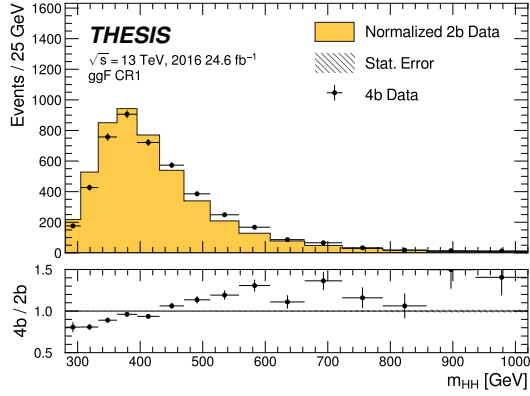 1600
1400
1200
1000
800
600
400
200
0
Events / 25 GeV
THESIS
√s = 13 TeV, 2016 24.6 fb⁻¹
ggF CR1
Normalized 2b Data
Stat. Error
4b Data
1.5
1.0
0.5
4b / 2b
300 400 500 600 700 800 900 1000
m_HH [GeV]